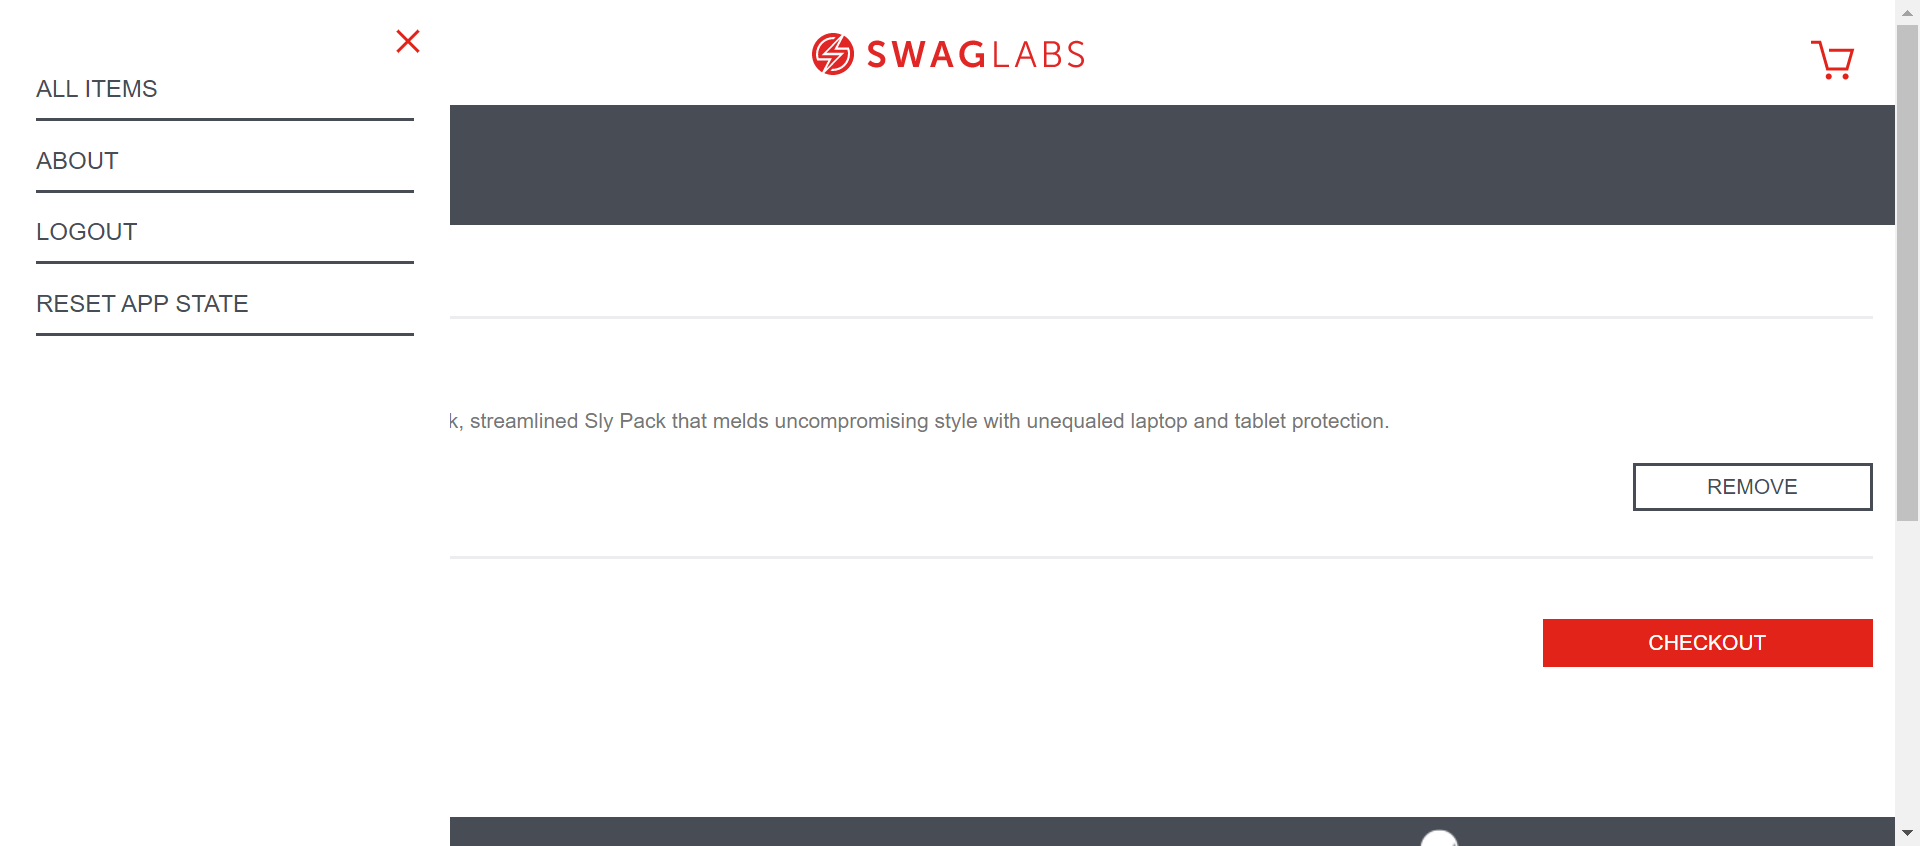 ALL ITEMS
ABOUT
LOGOUT
RESET APP STATE
SWAGLABS
, streamlined Sly Pack that melds uncompromising style with unequaled laptop and tablet protection.
REMOVE
CHECKOUT